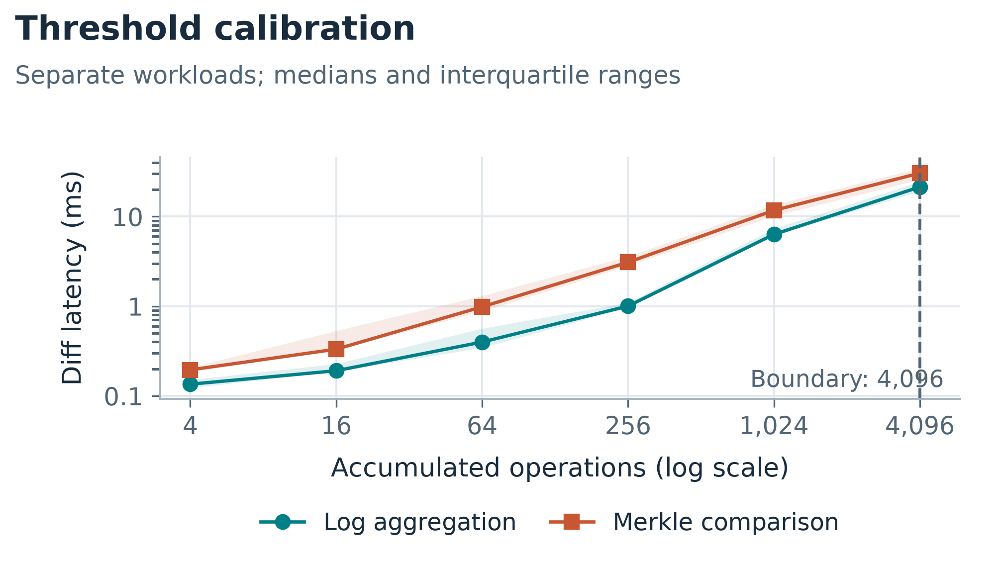 Threshold calibration
Separate workloads; medians and interquartile ranges
Diff latency (ms)
10
1
0.1
Boundary: 4,096
4 16 64 256 1,024 4,096
Accumulated operations (log scale)
Log aggregation Merkle comparison